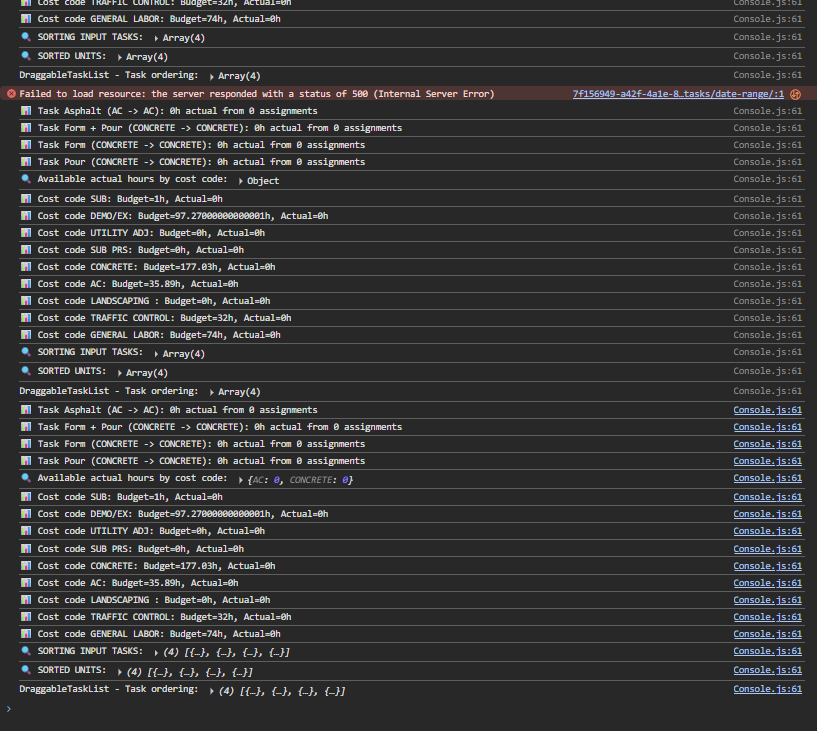 Cost code TRAFFIC CONTROL: Budget=32h, Actual=0h Console.js:61
Cost code GENERAL LABOR: Budget=74h, Actual=0h Console.js:61
SORTING INPUT TASKS: Array(4) Console.js:61
SORTED UNITS: Array(4) Console.js:61
DraggableTaskList - Task ordering: Array(4) Console.js:61
Failed to load resource: the server responded with a status of 500 (Internal Server Error) 7f156949-a42f-4a1e-8…tasks/date-range/:1
Task Asphalt (AC -> AC): 0h actual from 0 assignments Console.js:61
Task Form + Pour (CONCRETE -> CONCRETE): 0h actual from 0 assignments Console.js:61
Task Form (CONCRETE -> CONCRETE): 0h actual from 0 assignments Console.js:61
Task Pour (CONCRETE -> CONCRETE): 0h actual from 0 assignments Console.js:61
Available actual hours by cost code: Object Console.js:61
Cost code SUB: Budget=1h, Actual=0h Console.js:61
Cost code DEMO/EX: Budget=97.27000000000001h, Actual=0h Console.js:61
Cost code UTILITY ADJ: Budget=0h, Actual=0h Console.js:61
Cost code SUB PRS: Budget=0h, Actual=0h Console.js:61
Cost code CONCRETE: Budget=177.03h, Actual=0h Console.js:61
Cost code AC: Budget=35.89h, Actual=0h Console.js:61
Cost code LANDSCAPING : Budget=0h, Actual=0h Console.js:61
Cost code TRAFFIC CONTROL: Budget=32h, Actual=0h Console.js:61
Cost code GENERAL LABOR: Budget=74h, Actual=0h Console.js:61
SORTING INPUT TASKS: Array(4) Console.js:61
SORTED UNITS: Array(4) Console.js:61
DraggableTaskList - Task ordering: Array(4) Console.js:61
Task Asphalt (AC -> AC): 0h actual from 0 assignments Console.js:61
Task Form + Pour (CONCRETE -> CONCRETE): 0h actual from 0 assignments Console.js:61
Task Form (CONCRETE -> CONCRETE): 0h actual from 0 assignments Console.js:61
Task Pour (CONCRETE -> CONCRETE): 0h actual from 0 assignments Console.js:61
Available actual hours by cost code: {AC: 0, CONCRETE: 0} Console.js:61
Cost code SUB: Budget=1h, Actual=0h Console.js:61
Cost code DEMO/EX: Budget=97.27000000000001h, Actual=0h Console.js:61
Cost code UTILITY ADJ: Budget=0h, Actual=0h Console.js:61
Cost code SUB PRS: Budget=0h, Actual=0h Console.js:61
Cost code CONCRETE: Budget=177.03h, Actual=0h Console.js:61
Cost code AC: Budget=35.89h, Actual=0h Console.js:61
Cost code LANDSCAPING : Budget=0h, Actual=0h Console.js:61
Cost code TRAFFIC CONTROL: Budget=32h, Actual=0h Console.js:61
Cost code GENERAL LABOR: Budget=74h, Actual=0h Console.js:61
SORTING INPUT TASKS: (4) [{…}, {…}, {…}, {…}] Console.js:61
SORTED UNITS: (4) [{…}, {…}, {…}, {…}] Console.js:61
DraggableTaskList - Task ordering: (4) [{…}, {…}, {…}, {…}] Console.js:61